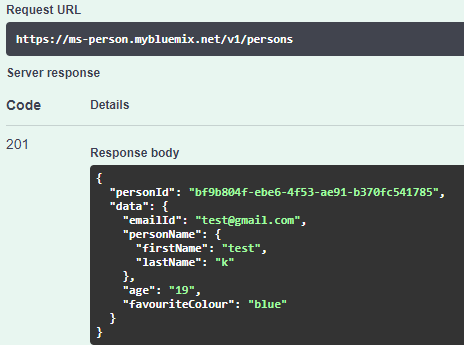 Request URL
https://ms-person.mybluemix.net/v1/persons
Server response
Code Details
201
Response body
{
  "personId": "bf9b804f-ebe6-4f53-ae91-b370fc541785",
  "data": {
    "emailId": "test@gmail.com",
    "personName": {
      "firstName": "test",
      "lastName": "k"
    },
    "age": "19",
    "favouriteColour": "blue"
  }
}